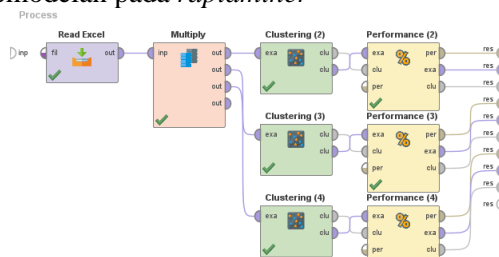 emodelan pada rapidminer
Process
Read Excel
Multiply
Clustering (2)
Performance (2)
res
inp
fil
out
inp
out
exa
clu
exa
per
res
out
clu
clu
exa
res
out
per
clu
res
out
Clustering (3)
Performance (3)
res
exa
clu
exa
per
res
clu
clu
exa
res
per
clu
res
Clustering (4)
Performance (4)
res
exa
clu
exa
per
res
clu
clu
exa
per
clu